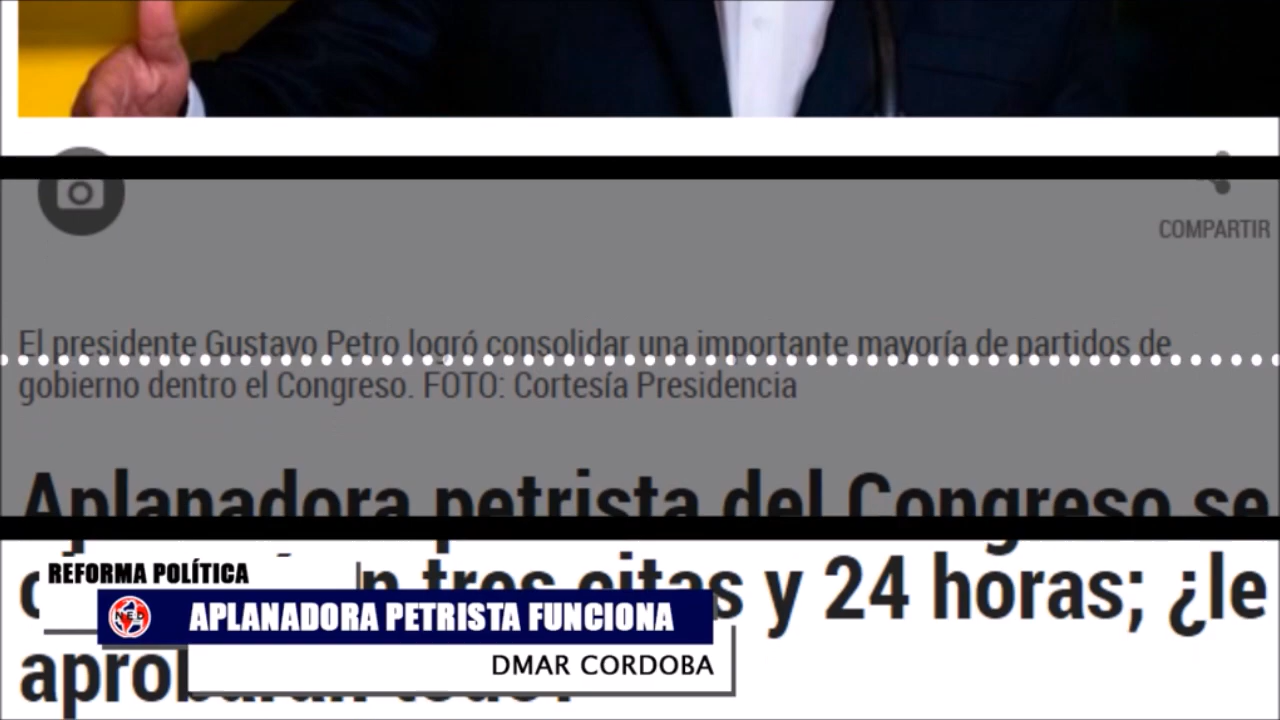 COMPARTIR
El presidente Gustavo Petro logró consolidar una importante mayoría de partidos de
gobierno dentro el Congreso. FOTO: Cortesía Presidencia
Aplanadora petrista del Congreso se
tres citas y 24 horas; ¿le
REFORMA POLÍTICA
APLANADORA PETRISTA FUNCIONA
DMAR CORDOBA